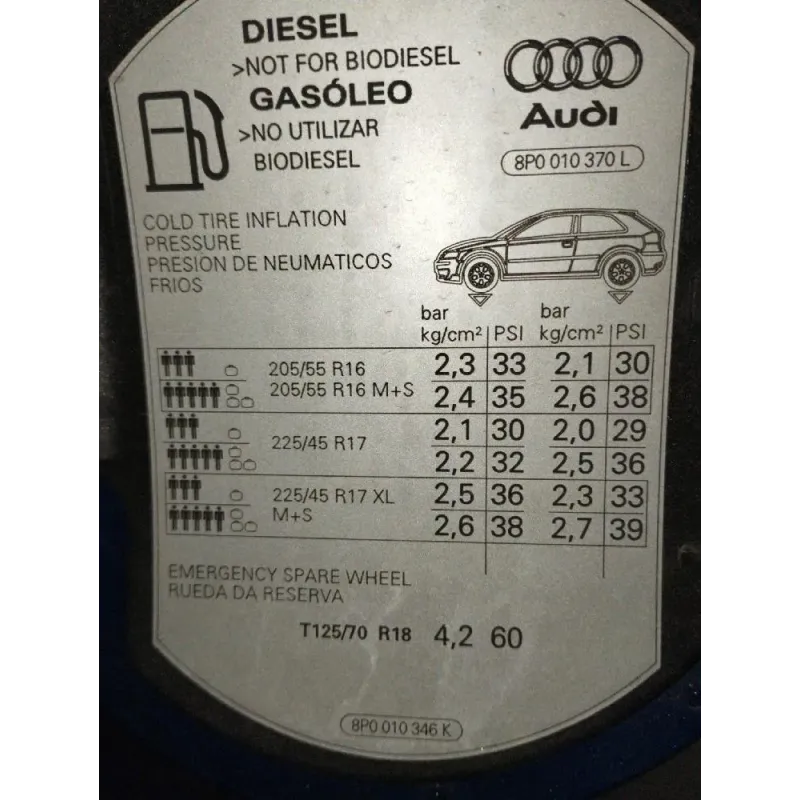 DIESEL
>NOT FOR BIODIESEL
GASÓLEO
>NO UTILIZAR
BIODIESEL
Audi
8P0 010 370 L
COLD TIRE INFLATION
PRESSURE
PRESION DE NEUMATICOS
FRIOS
bar bar
kg/cm² PSI kg/cm² PSI
205/55 R16 2,3 33 2,1 30
205/55 R16 M+S 2,4 35 2,6 38
225/45 R17 2,1 30 2,0 29
2,2 32 2,5 36
225/45 R17 XL 2,5 36 2,3 33
M+S 2,6 38 2,7 39
EMERGENCY SPARE WHEEL
RUEDA DA RESERVA
T125/70 R18 4,2 60
8P0 010 346 K